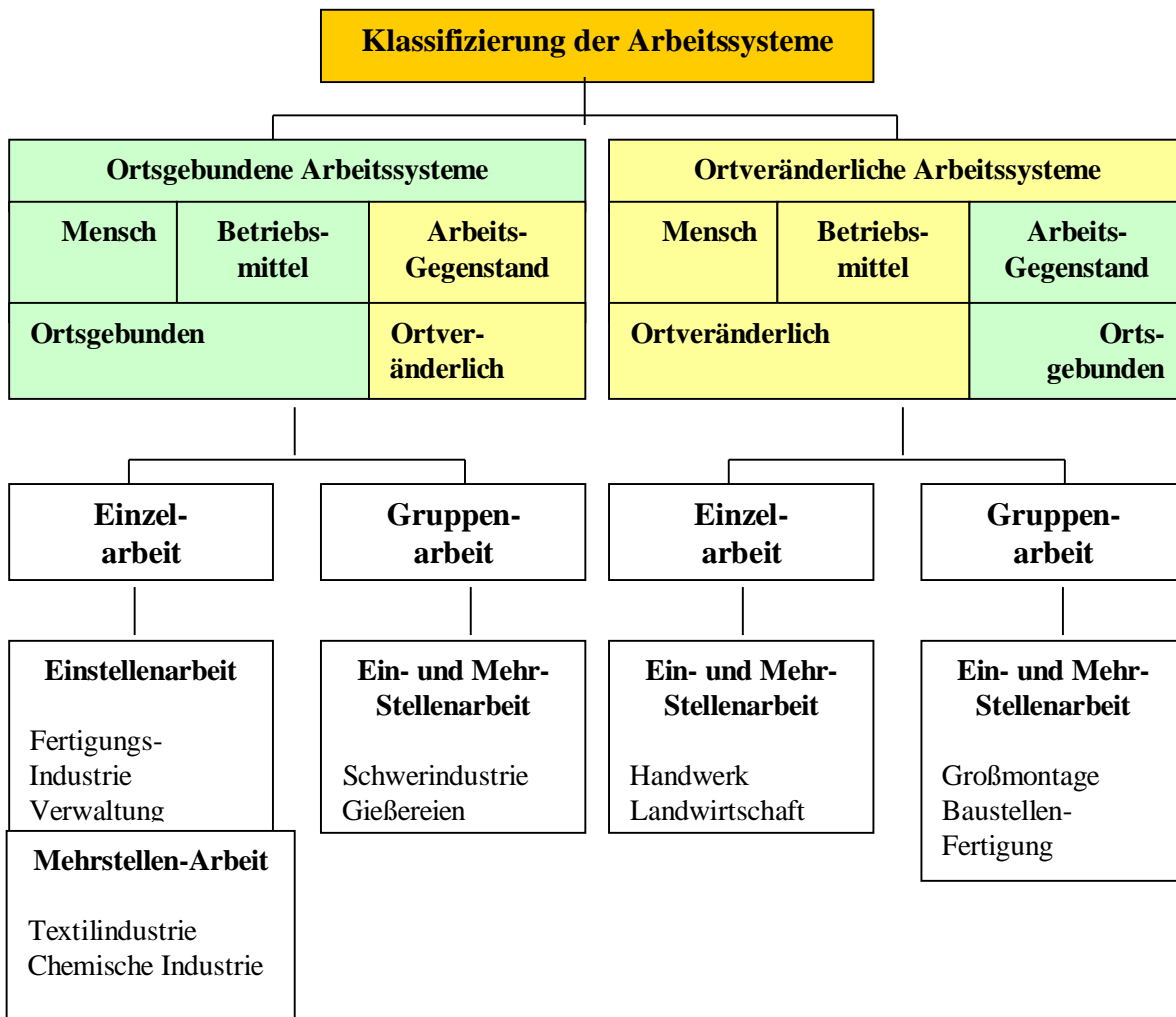 Klassifizierung der Arbeitssysteme
Ortsgebundene Arbeitssysteme
Mensch
Betriebs-
mittel
Arbeits-
Gegenstand
Ortsgebunden
Ortver-
änderlich
Ortveränderliche Arbeitssysteme
Mensch
Betriebs-
mittel
Arbeits-
Gegenstand
Ortveränderlich
Orts-
gebunden
Einzel-
arbeit
Gruppen-
arbeit
Einzel-
arbeit
Gruppen-
arbeit
Einstellenarbeit
Fertigungs-
Industrie
Verwaltung
Mehrstellen-Arbeit
Textilindustrie
Chemische Industrie
Ein- und Mehr-
Stellenarbeit
Schwerindustrie
Gießereien
Ein- und Mehr-
Stellenarbeit
Handwerk
Landwirtschaft
Ein- und Mehr-
Stellenarbeit
Großmontage
Baustellen-
Fertigung